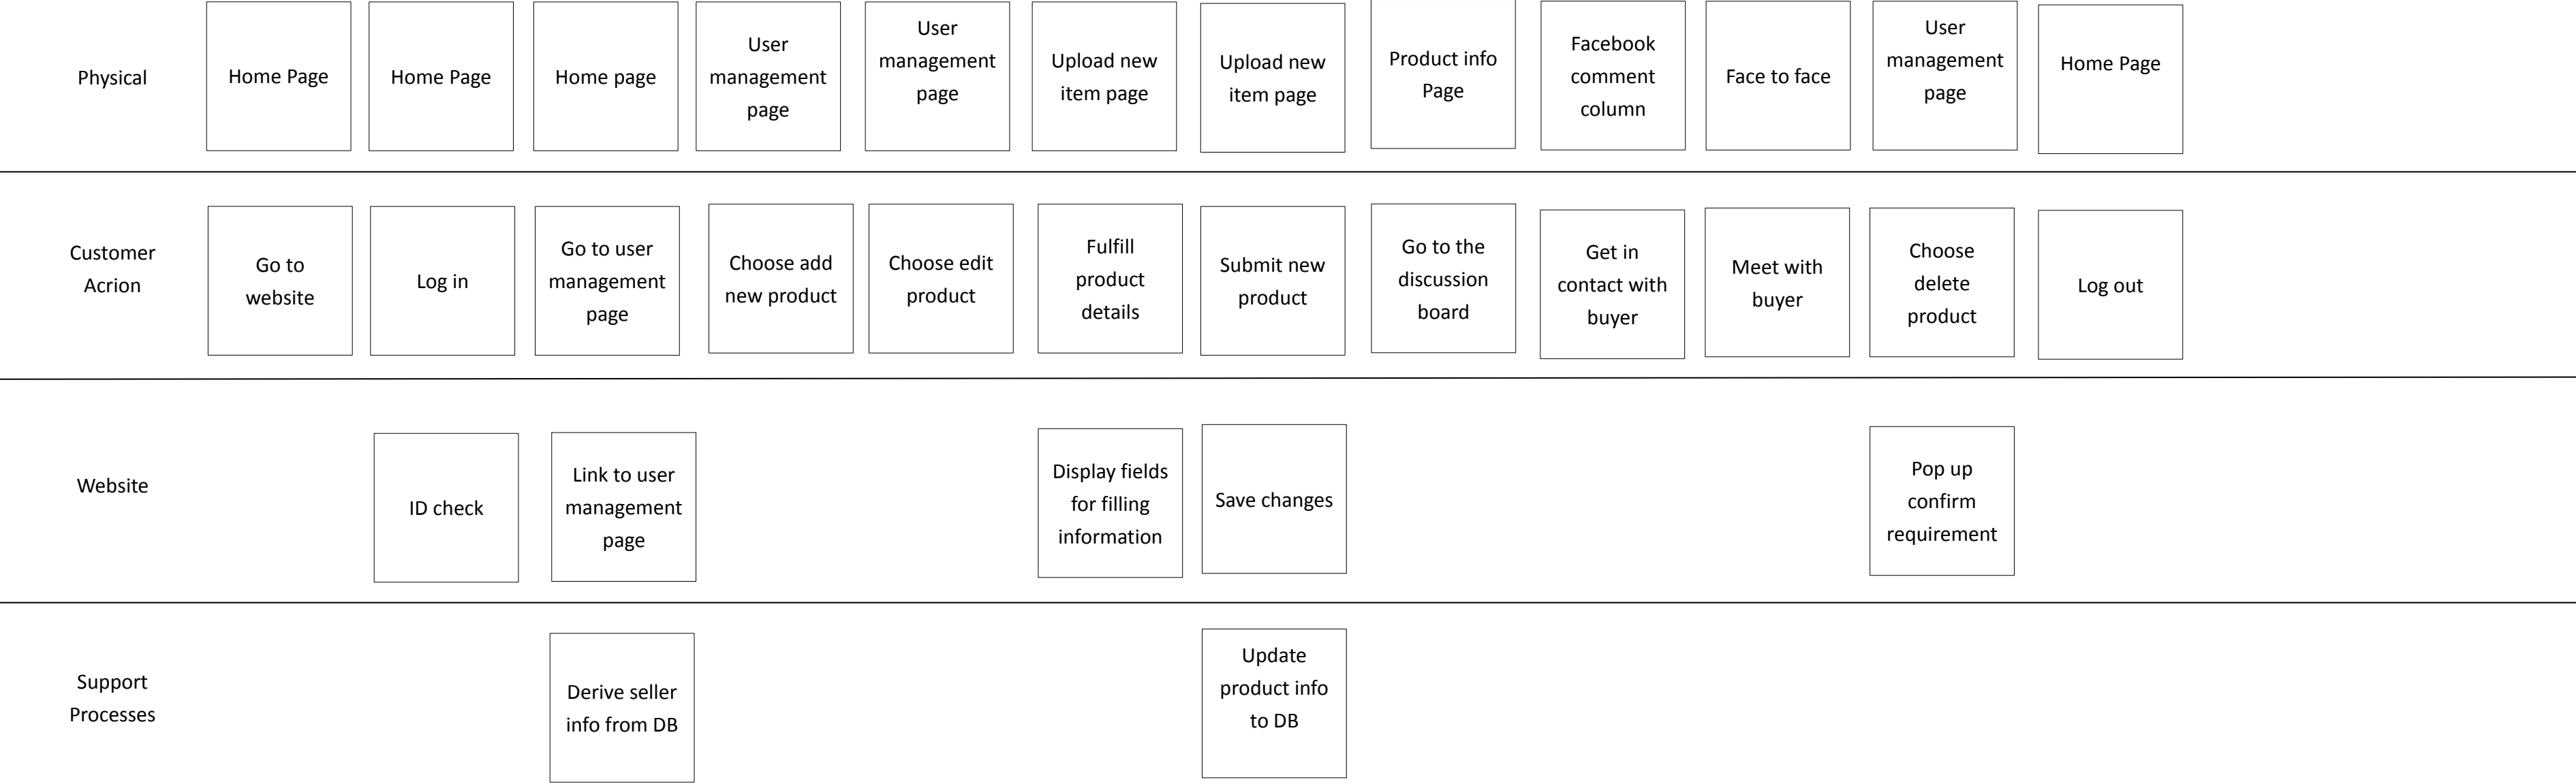 Physical
Home Page
Home Page
Home page
User
management
page
User
management
page
Upload new
item page
Upload new
item page
Product info
Page
Facebook
comment
column
Face to face
User
management
page
Home Page
Customer
Acrion
Go to
website
Log in
Go to user
management
page
Choose add
new product
Choose edit
product
Fulfill
product
details
Submit new
product
Go to the
discussion
board
Get in
contact with
buyer
Meet with
buyer
Choose
delete
product
Log out
Website
ID check
Link to user
management
page
Display fields
for filling
information
Save changes
Pop up
confirm
requirement
Support
Processes
Derive seller
info from DB
Update
product info
to DB